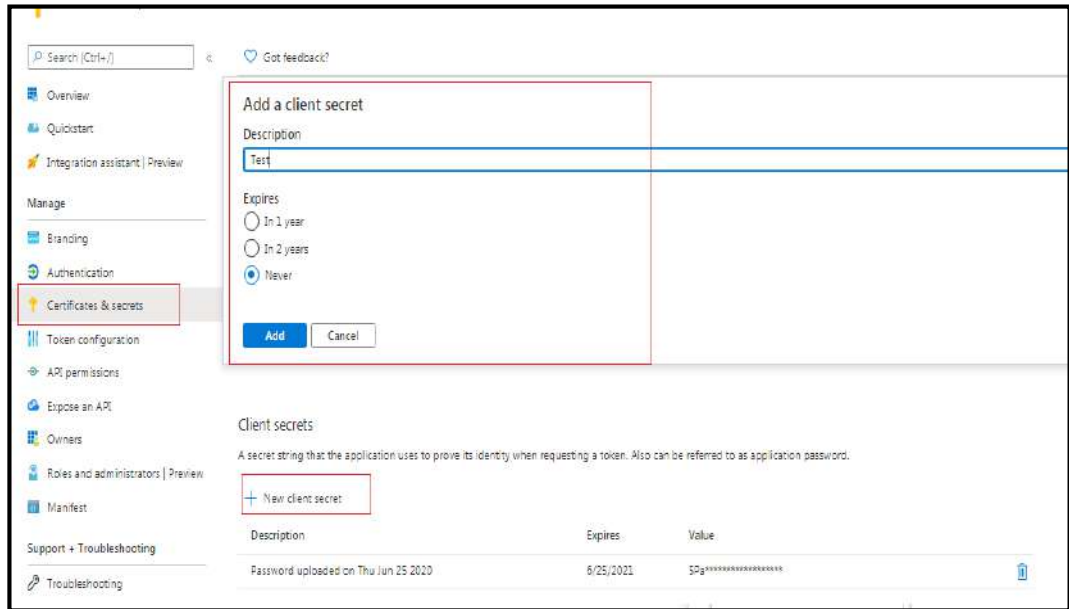 Search (Ctrl+/)
Overview
Quickstart
Integration assistant | Preview
Manage
Branding
Authentication
Certificates & secrets
Token configuration
API permissions
Expose an API
Owners
Roles and administrators | Preview
Manifest
Support + Troubleshooting
Troubleshooting
Got feedback?
Add a client secret
Description
Test
Expires
In 1 year
In 2 years
Never
Add Cancel
Client secrets
A secret string that the application uses to prove its identity when requesting a token. Also can be referred to as application password.
+ New client secret
Description Expires Value
Password uploaded on Thu Jun 25 2020 6/25/2021 SPa******************